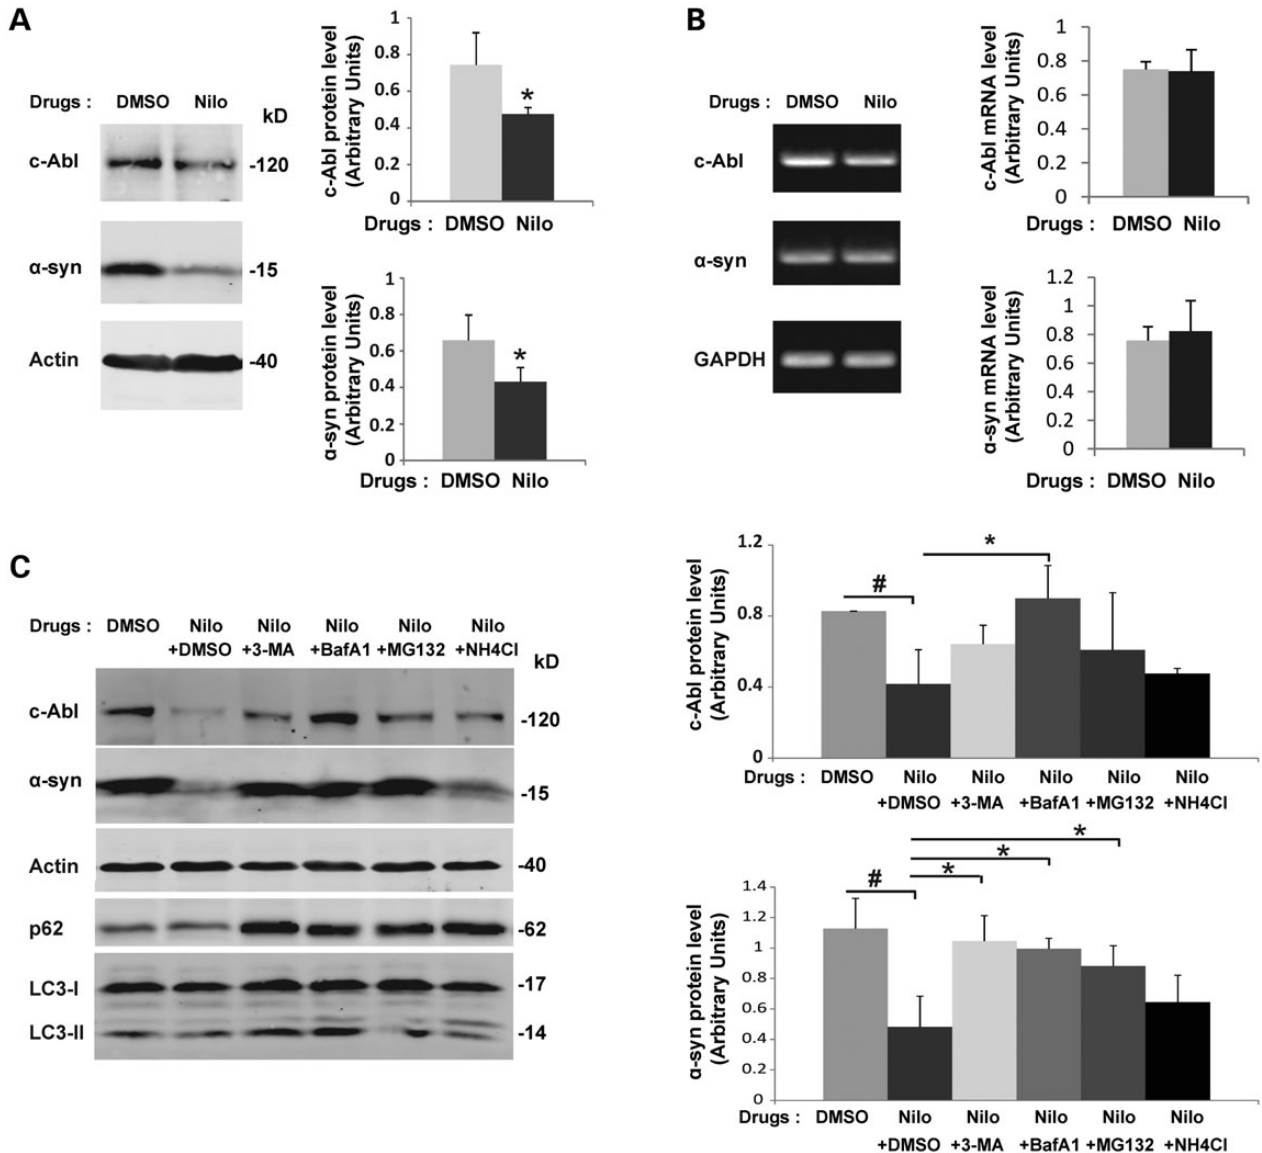 A
Drugs : DMSO Nilo
kD
c-Abl -120
α-syn -15
Actin -40
c-Abl protein level
(Arbitrary Units)
1
0.8
0.6
0.4
0.2
0
*
Drugs : DMSO Nilo
α-syn protein level
(Arbitrary Units)
1
0.8
0.6
0.4
0.2
0
*
Drugs : DMSO Nilo
B
Drugs : DMSO Nilo
c-Abl
α-syn
GAPDH
c-Abl mRNA level
(Arbitrary Units)
1
0.8
0.6
0.4
0.2
0
Drugs : DMSO Nilo
α-syn mRNA level
(Arbitrary Units)
1.2
1
0.8
0.6
0.4
0.2
0
Drugs : DMSO Nilo
C
Drugs : DMSO Nilo Nilo Nilo Nilo Nilo
+DMSO +3-MA +BafA1 +MG132 +NH4Cl
kD
c-Abl -120
α-syn -15
Actin -40
p62 -62
LC3-I -17
LC3-II -14
c-Abl protein level
(Arbitrary Units)
1.2
0.8
0.4
0
# *
Drugs : DMSO Nilo Nilo Nilo Nilo Nilo
+DMSO +3-MA +BafA1 +MG132 +NH4Cl
α-syn protein level
(Arbitrary Units)
1.4
1.2
1
0.8
0.6
0.4
0.2
0
# * * *
Drugs : DMSO Nilo Nilo Nilo Nilo Nilo
+DMSO +3-MA +BafA1 +MG132 +NH4Cl